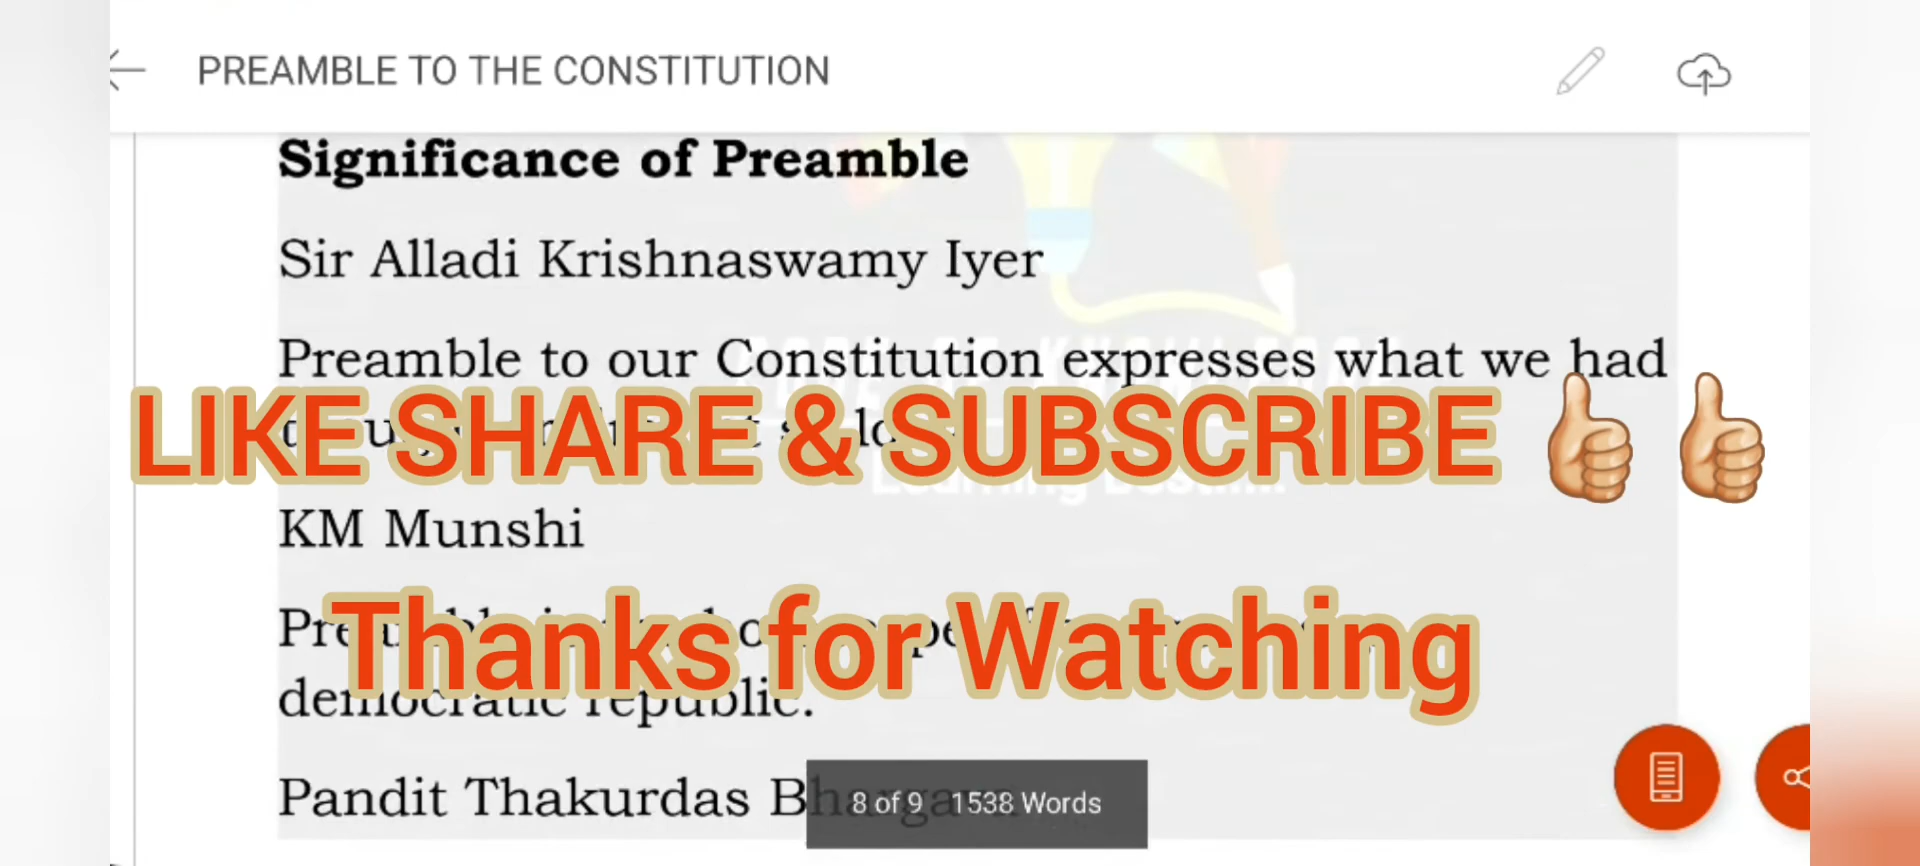 PREAMBLE TO THE CONSTITUTION
Significance of Preamble
Sir Alladi Krishnaswamy Iyer
Preamble to our Constitution expresses what we had
LIKE SHARE & SUBSCRIBE 👍🏼👍🏼
KM Munshi
Thanks for Watching
democratic republic.
Pandit Thakurdas Bhargava
8 of 9 1538 Words